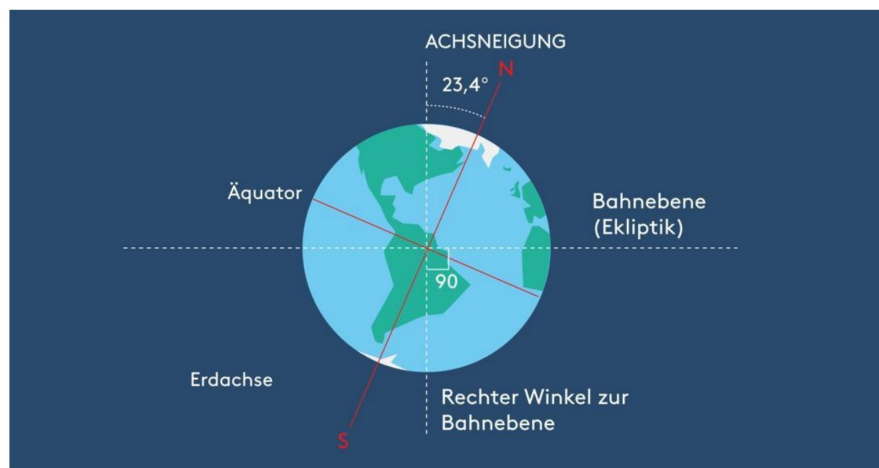 ACHSNEIGUNG
N
23,4°
Äquator
Bahnebene
(Ekliptik)
90
Erdachse
Rechter Winkel zur
Bahnebene
S